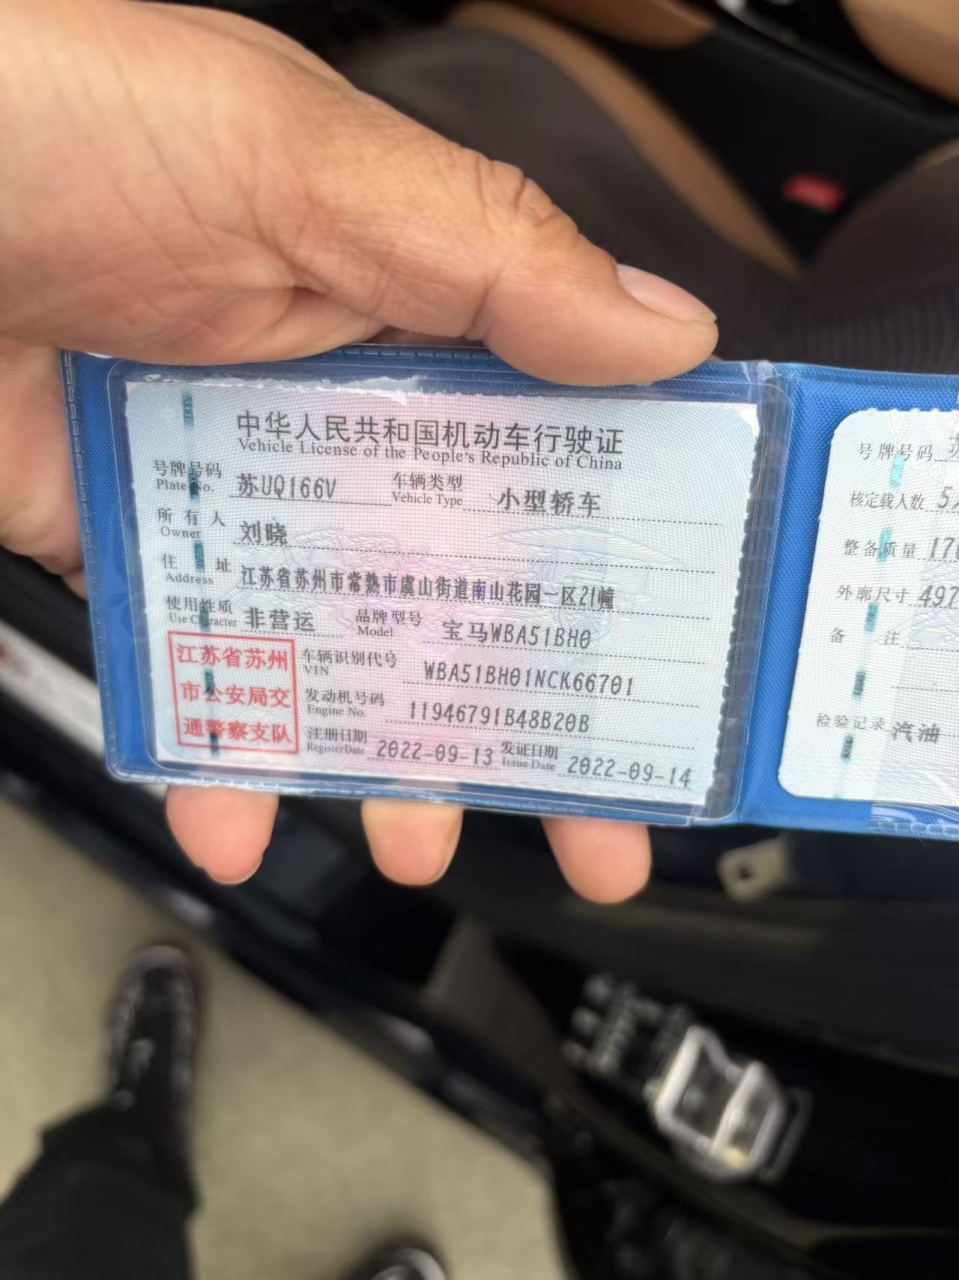 中华人民共和国机动车行驶证
Vehicle License of the People's Republic of China
号牌号码 苏UQ166V 车辆类型 小型轿车
Plate No. Vehicle Type
所有人 刘晓
Owner
住址 江苏省苏州市常熟市虞山街道南山花园一区21幢
Address
使用性质 非营运 品牌型号 宝马WBA51BH0
Use Character Model
江苏省苏州
市公安局交
通警察支队
车辆识别代号 WBA51BH01NCK66701
VIN
发动机号码 11946791B48B20B
Engine No.
注册日期 2022-09-13 发证日期 2022-09-14
Register Date Issue Date
号牌号码
核定载人数 5
整备质量 170
外廓尺寸 497
备注
检验记录 汽油